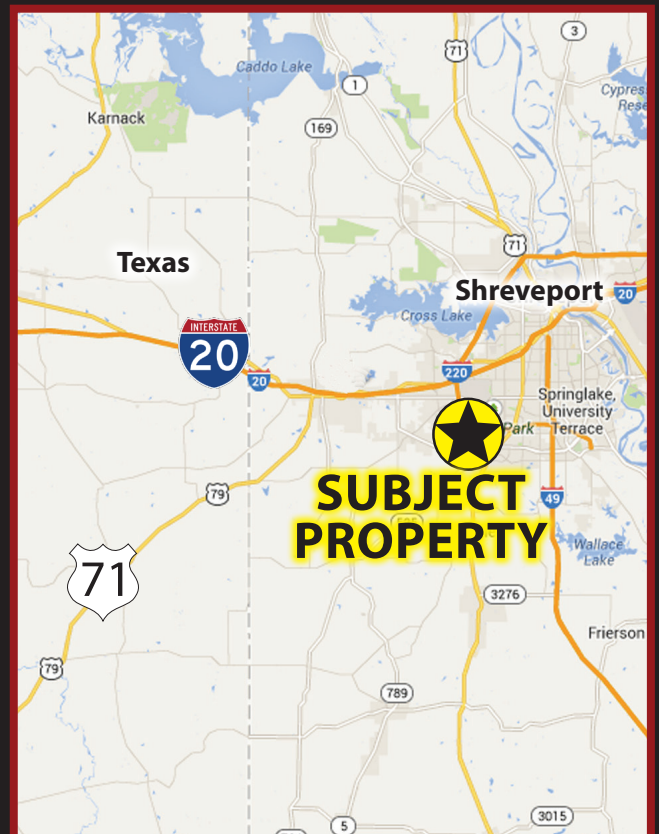 3
71
Caddo Lake
1
Cypres
Rese
Karnack
169
71
Texas
Shreveport
20
Cross Lake
INTERSTATE
20
220
20
Springlake,
University
Terrace
Park
SUBJECT
PROPERTY
79
49
Wallace
Lake
71
3276
Frierson
79
789
3015
5